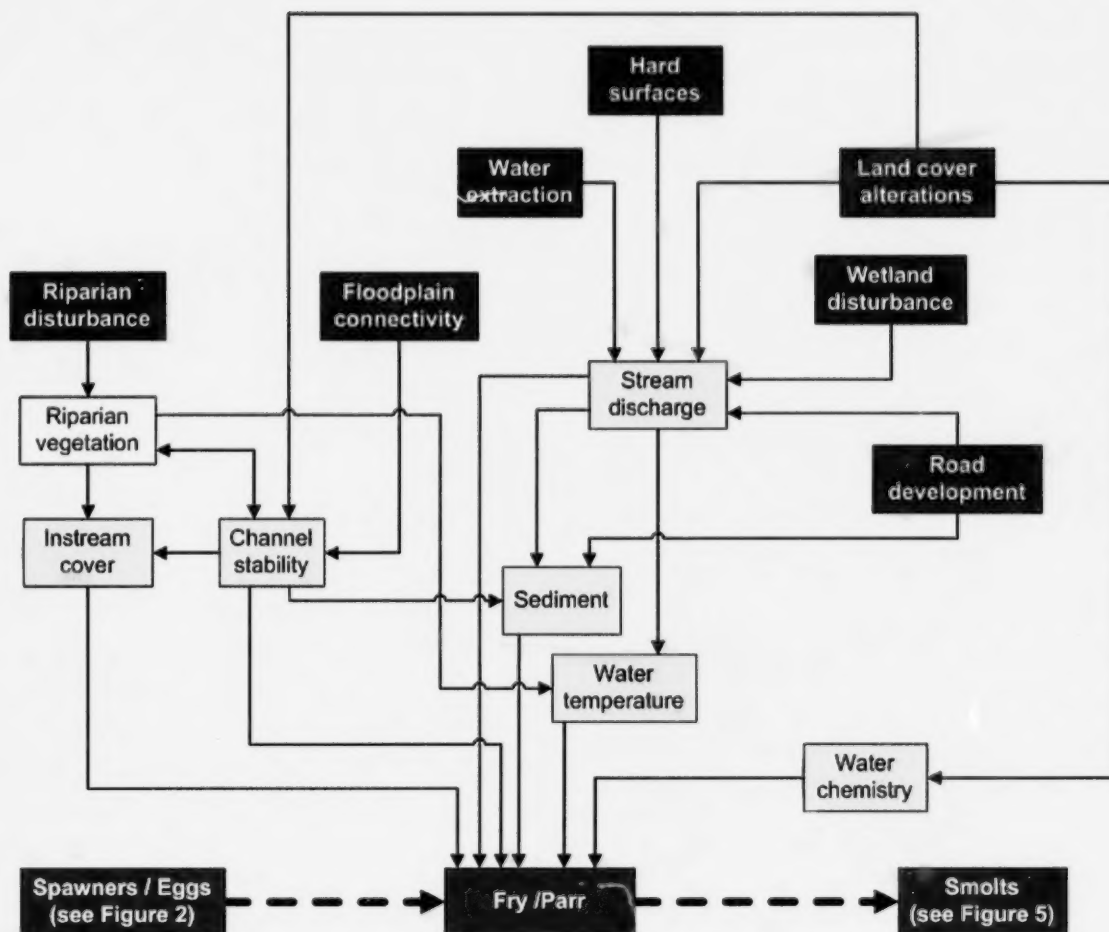 Hard
surfaces
Water
extraction
Land cover
alterations
Riparian
disturbance
Floodplain
connectivity
Wetland
disturbance
Stream
discharge
Riparian
vegetation
Road
development
Instream
cover
Channel
stability
Sediment
Water
temperature
Water
chemistry
Spawners / Eggs
(see Figure 2)
Fry /Parr
Smolts
(see Figure 5)